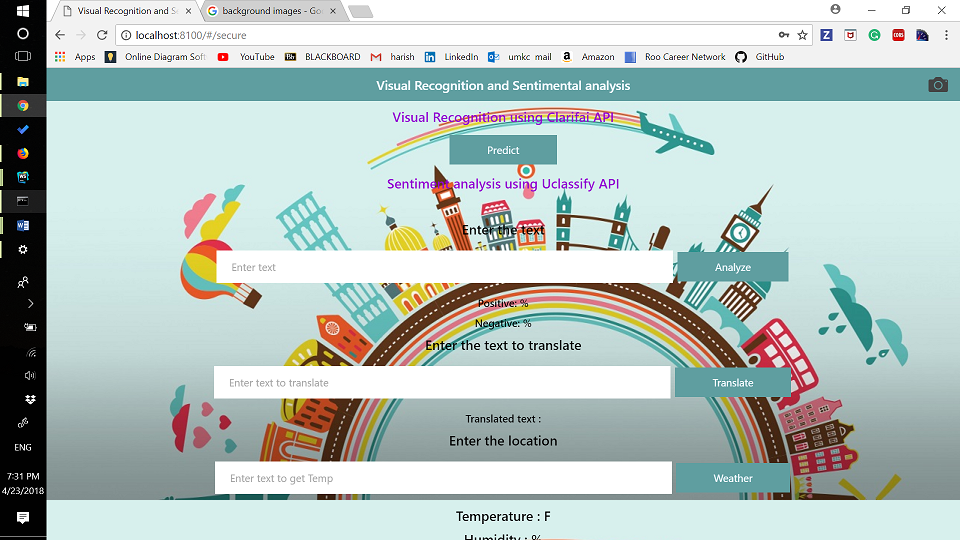 Visual Recognition and Se
background images - Goo
localhost:8100/#/secure
Apps
Online Diagram Soft
YouTube
Bb
BLACKBOARD
harish
LinkedIn
umkc mail
Amazon
Roo Career Network
GitHub
Visual Recognition and Sentimental analysis
Visual Recognition using Clarifai API
Predict
Sentiment analysis using Uclassify API
Enter the text
Enter text
Analyze
Positive: %
Negative: %
Enter the text to translate
Enter text to translate
Translate
Translated text :
Enter the location
Enter text to get Temp
Weather
Temperature : F
Humidity : %
ENG
7:31 PM
4/23/2018